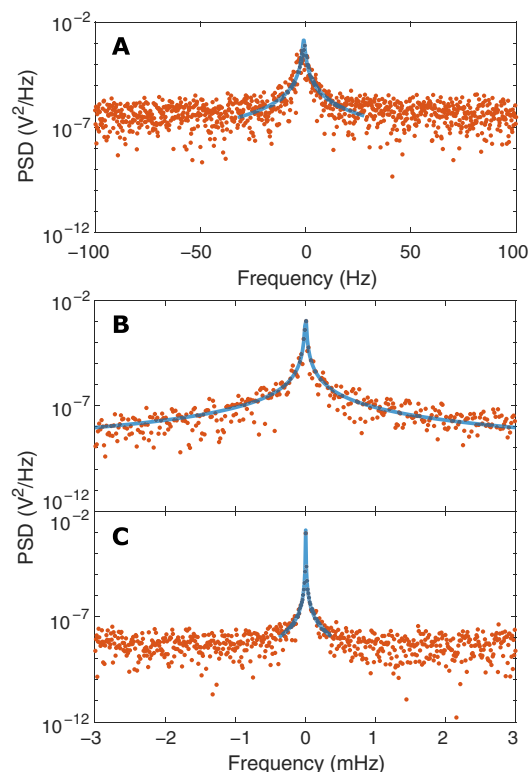 A
10⁻²
10⁻⁷
10⁻¹²
PSD (V²/Hz)
−100 −50 0 50 100
Frequency (Hz)
B
10⁻²
10⁻⁷
10⁻¹²
PSD (V²/Hz)
C
10⁻²
10⁻⁷
10⁻¹²
−3 −2 −1 0 1 2 3
Frequency (mHz)